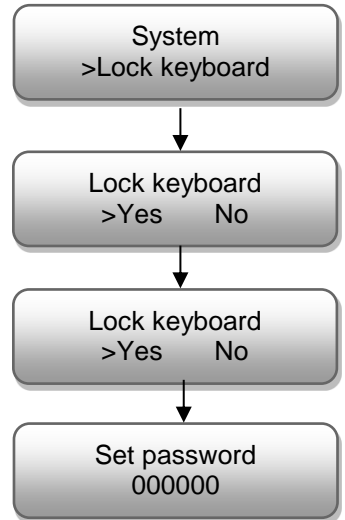 System
>Lock keyboard
Lock keyboard
>Yes No
Lock keyboard
>Yes No
Set password
000000